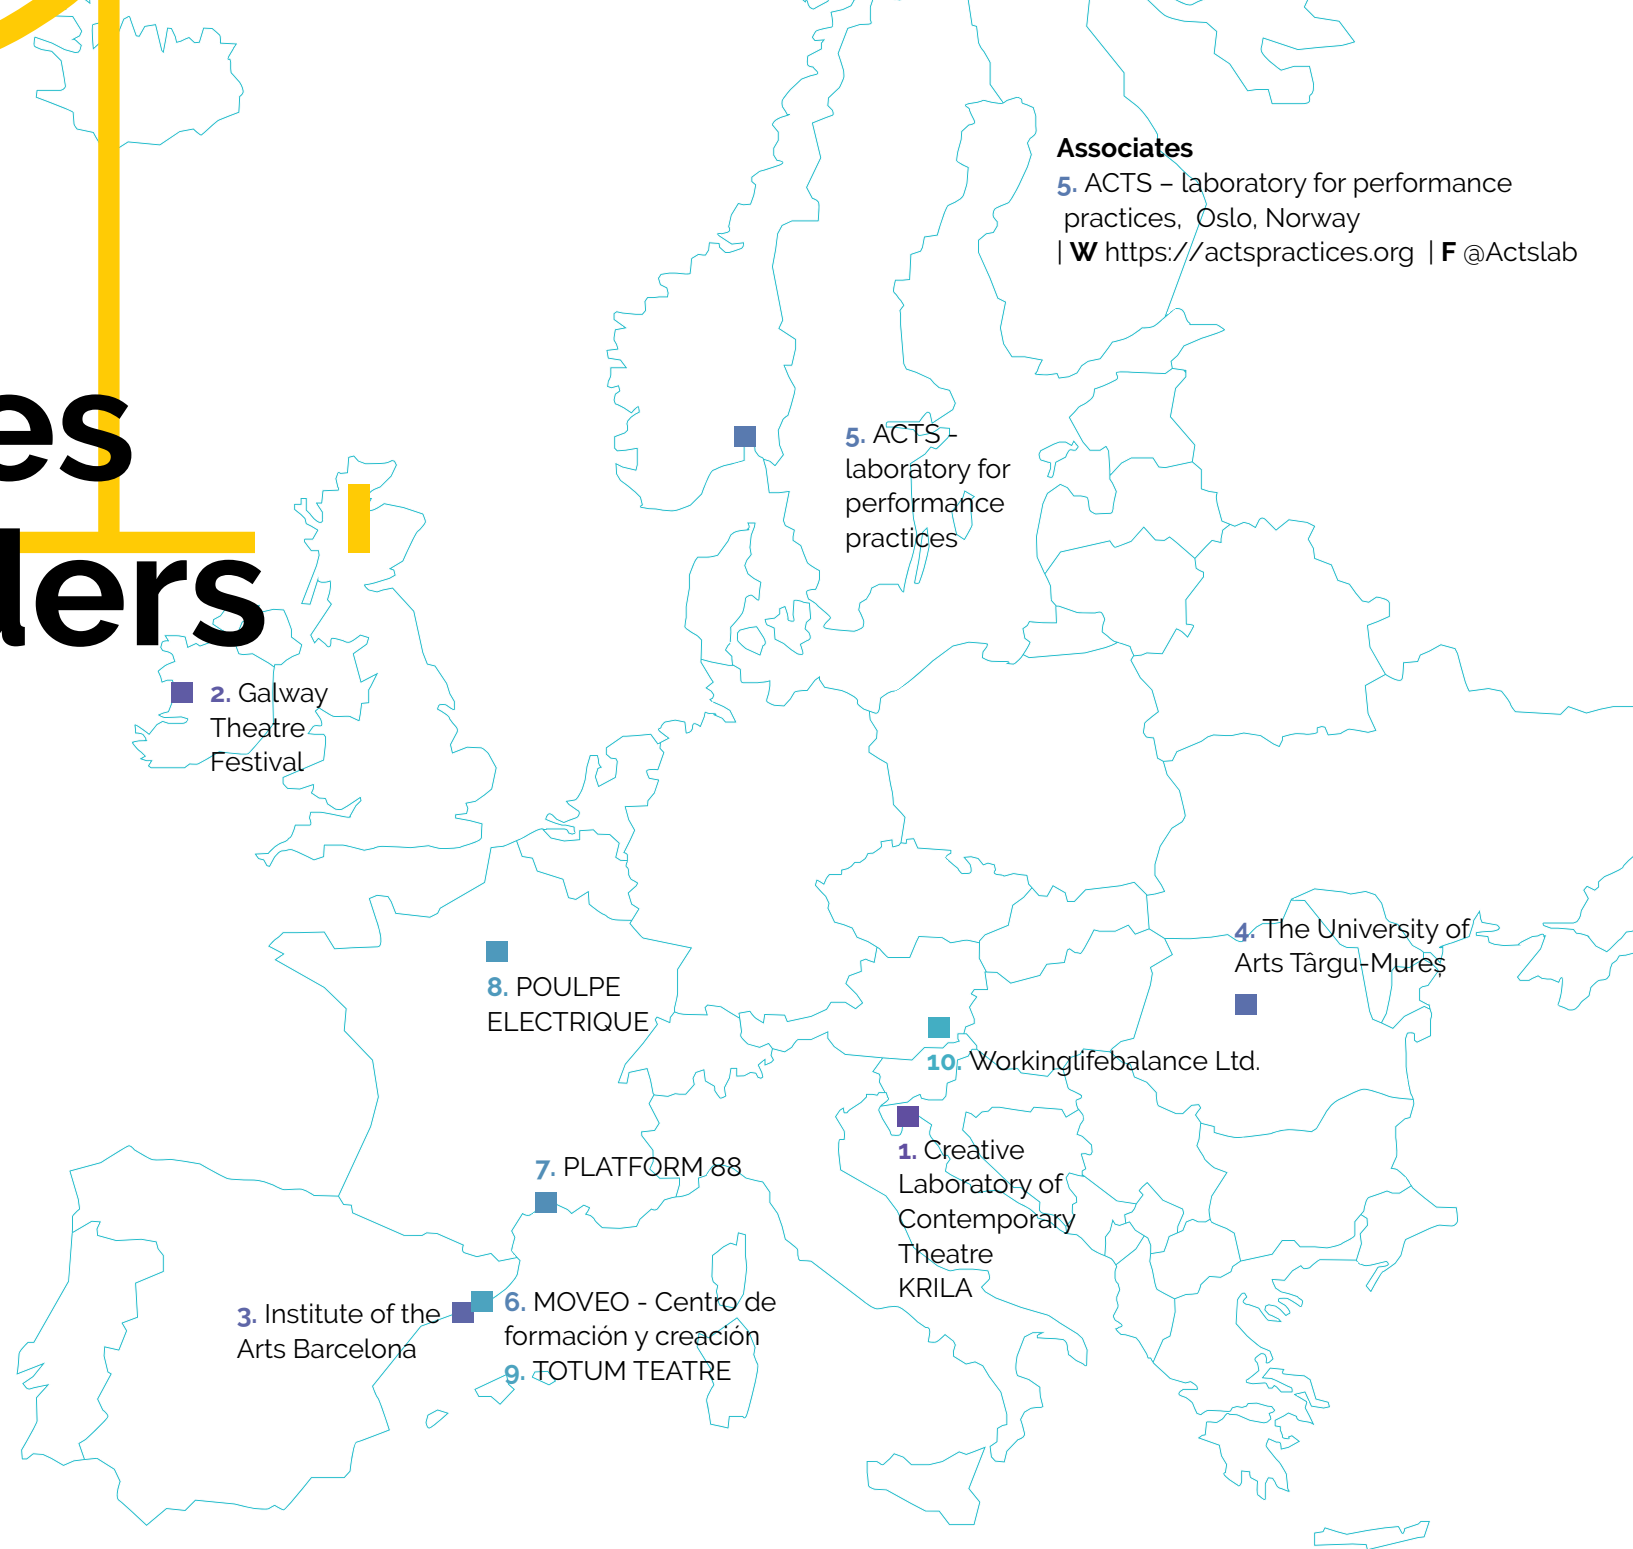 es
ders
Associates
5. ACTS – laboratory for performance
practices, Oslo, Norway
| W https://actspractices.org | F @Actslab
5. ACTS -
laboratory for
performance
practices
2. Galway
Theatre
Festival
4. The University of
Arts Târgu-Mureș
8. POULPE
ELECTRIQUE
10. Workinglifebalance Ltd.
1. Creative
Laboratory of
Contemporary
Theatre
KRILA
7. PLATFORM 88
3. Institute of the
Arts Barcelona
6. MOVEO - Centro de
formación y creación
9. TOTUM TEATRE